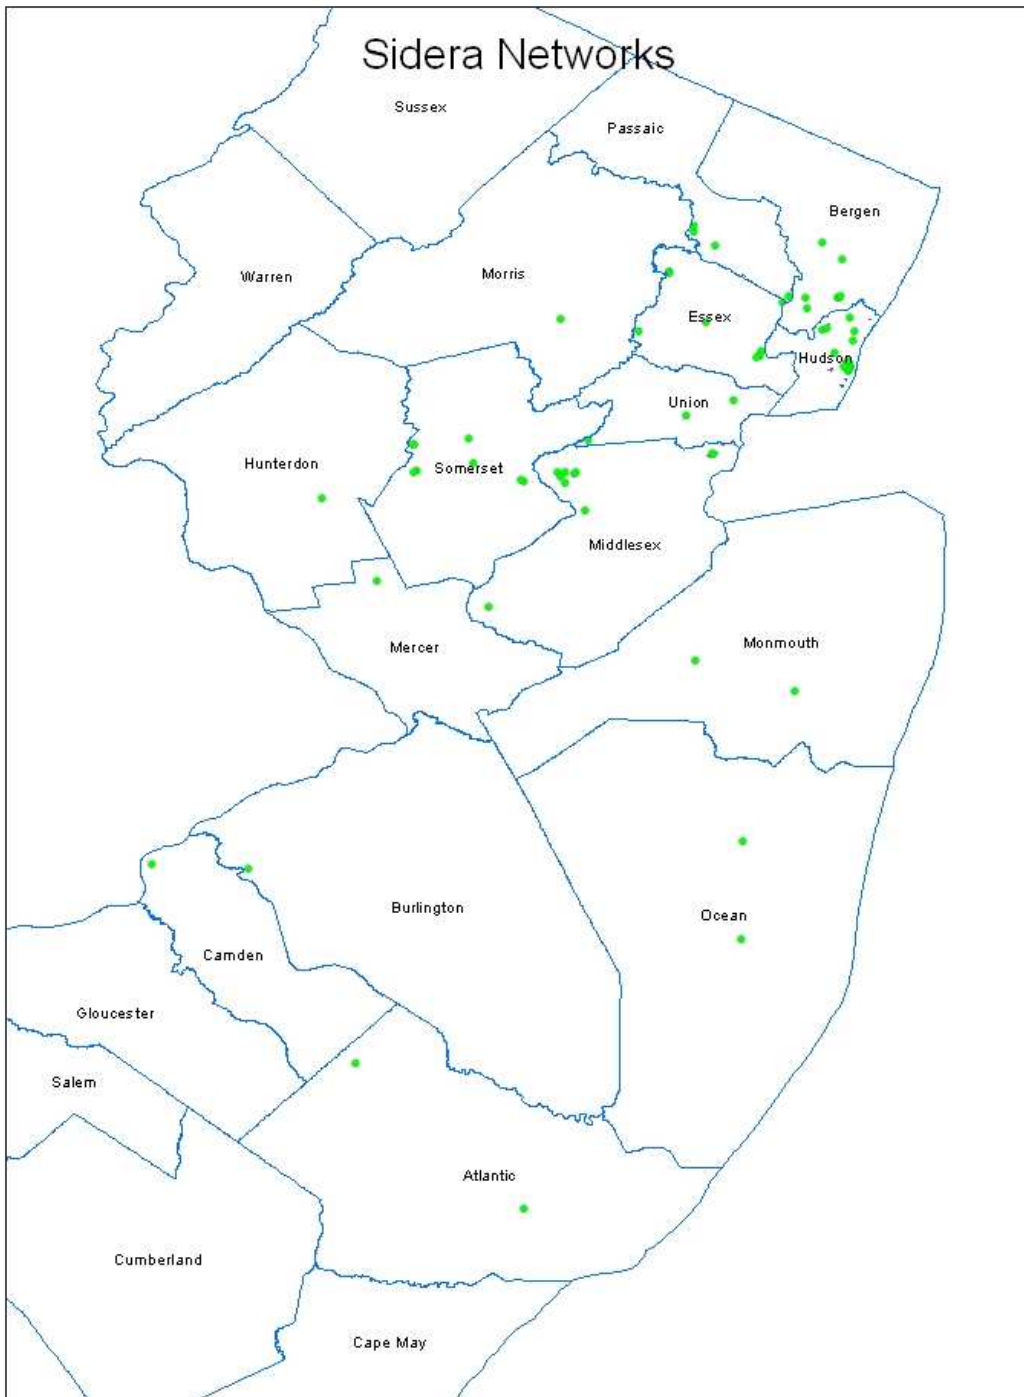 Sidera Networks
Sussex
Passaic
Bergen
Warren
Morris
Essex
Hudson
Union
Hunterdon
Somerset
Middlesex
Mercer
Monmouth
Burlington
Ocean
Camden
Gloucester
Salem
Atlantic
Cumberland
Cape May